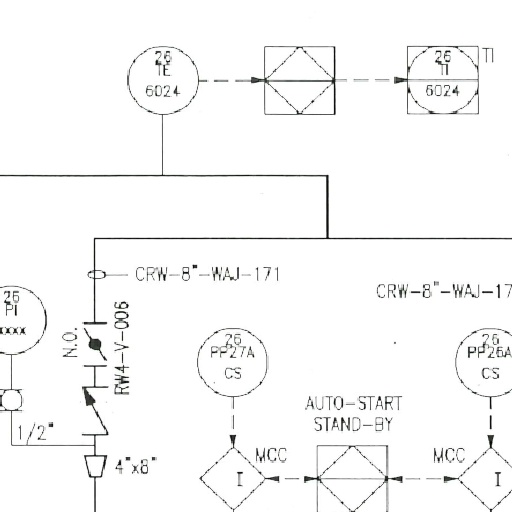 26
TE
6024
26
TI
6024
TI
CRW-8"-WAJ-171
CRW-8"-WAJ-17
26
PI
xxxx
N.O.
RW4-V-006
26
PP27A
CS
26
PP26A
CS
AUTO-START
STAND-BY
1/2"
4"x8"
MCC
MCC
I
I